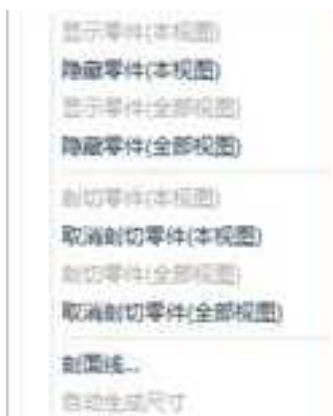 显示零件(本视图)
隐藏零件(本视图)
显示零件(全部视图)
隐藏零件(全部视图)
剖切零件(本视图)
取消剖切零件(本视图)
剖切零件(全部视图)
取消剖切零件(全部视图)
剖面线...
自动生成尺寸